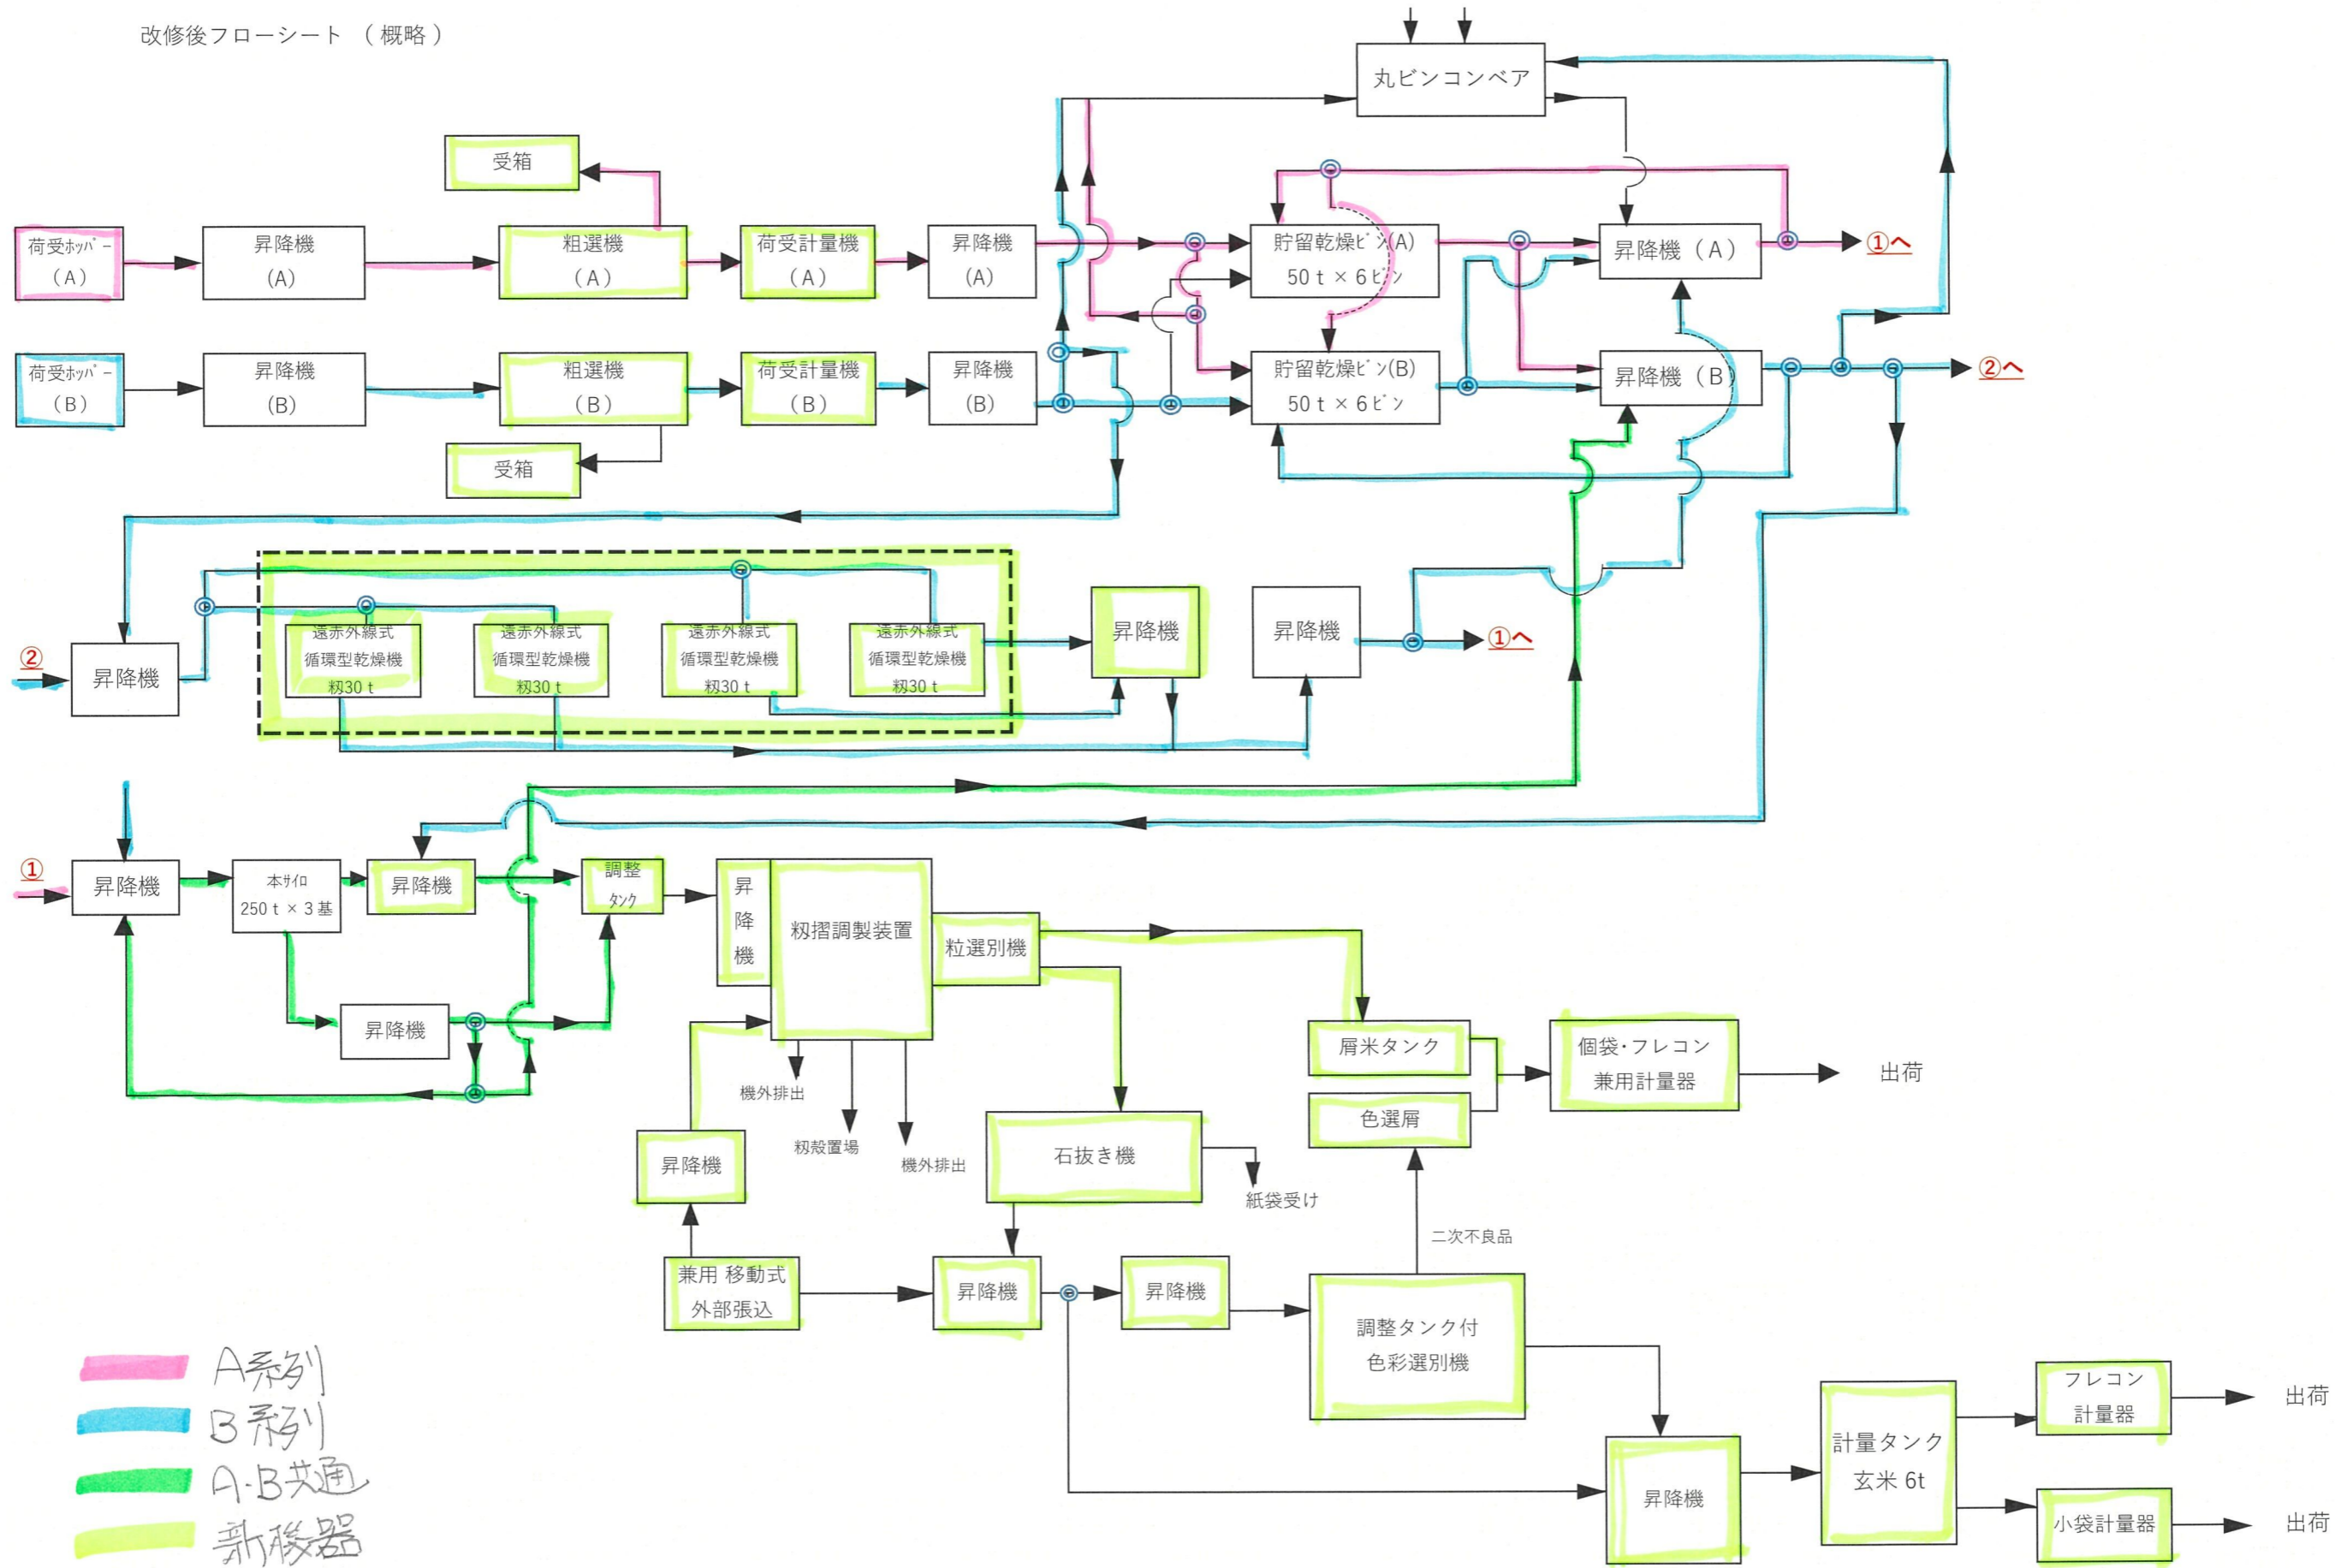 改修後フローシート （概略）
丸ビンコンベア
受箱
荷受ﾎｯﾊﾟｰ
（A）
昇降機
(A)
粗選機
（A）
荷受計量機
（A）
昇降機
(A)
貯留乾燥ﾋﾞﾝ(A)
50ｔ×６ﾋﾞﾝ
昇降機（A）
①へ
荷受ﾎｯﾊﾟｰ
（B）
昇降機
(B)
粗選機
（B）
荷受計量機
（B）
昇降機
(B)
貯留乾燥ﾋﾞﾝ(B)
50ｔ×６ﾋﾞﾝ
昇降機（B）
②へ
受箱
②
昇降機
遠赤外線式
循環型乾燥機
籾30ｔ
遠赤外線式
循環型乾燥機
籾30ｔ
遠赤外線式
循環型乾燥機
籾30ｔ
遠赤外線式
循環型乾燥機
籾30ｔ
昇降機
昇降機
①へ
①
昇降機
本ｻｲﾛ
250ｔ×３基
昇降機
調整
ﾀﾝｸ
昇
降
機
籾摺調製装置
粒選別機
昇降機
機外排出
籾殻置場
機外排出
屑米タンク
色選屑
個袋・フレコン
兼用計量器
出荷
昇降機
石抜き機
紙袋受け
二次不良品
兼用 移動式
外部張込
昇降機
昇降機
調整タンク付
色彩選別機
昇降機
計量タンク
玄米 6t
フレコン
計量器
出荷
小袋計量器
出荷
A系列
B系列
A・B共通
新機器